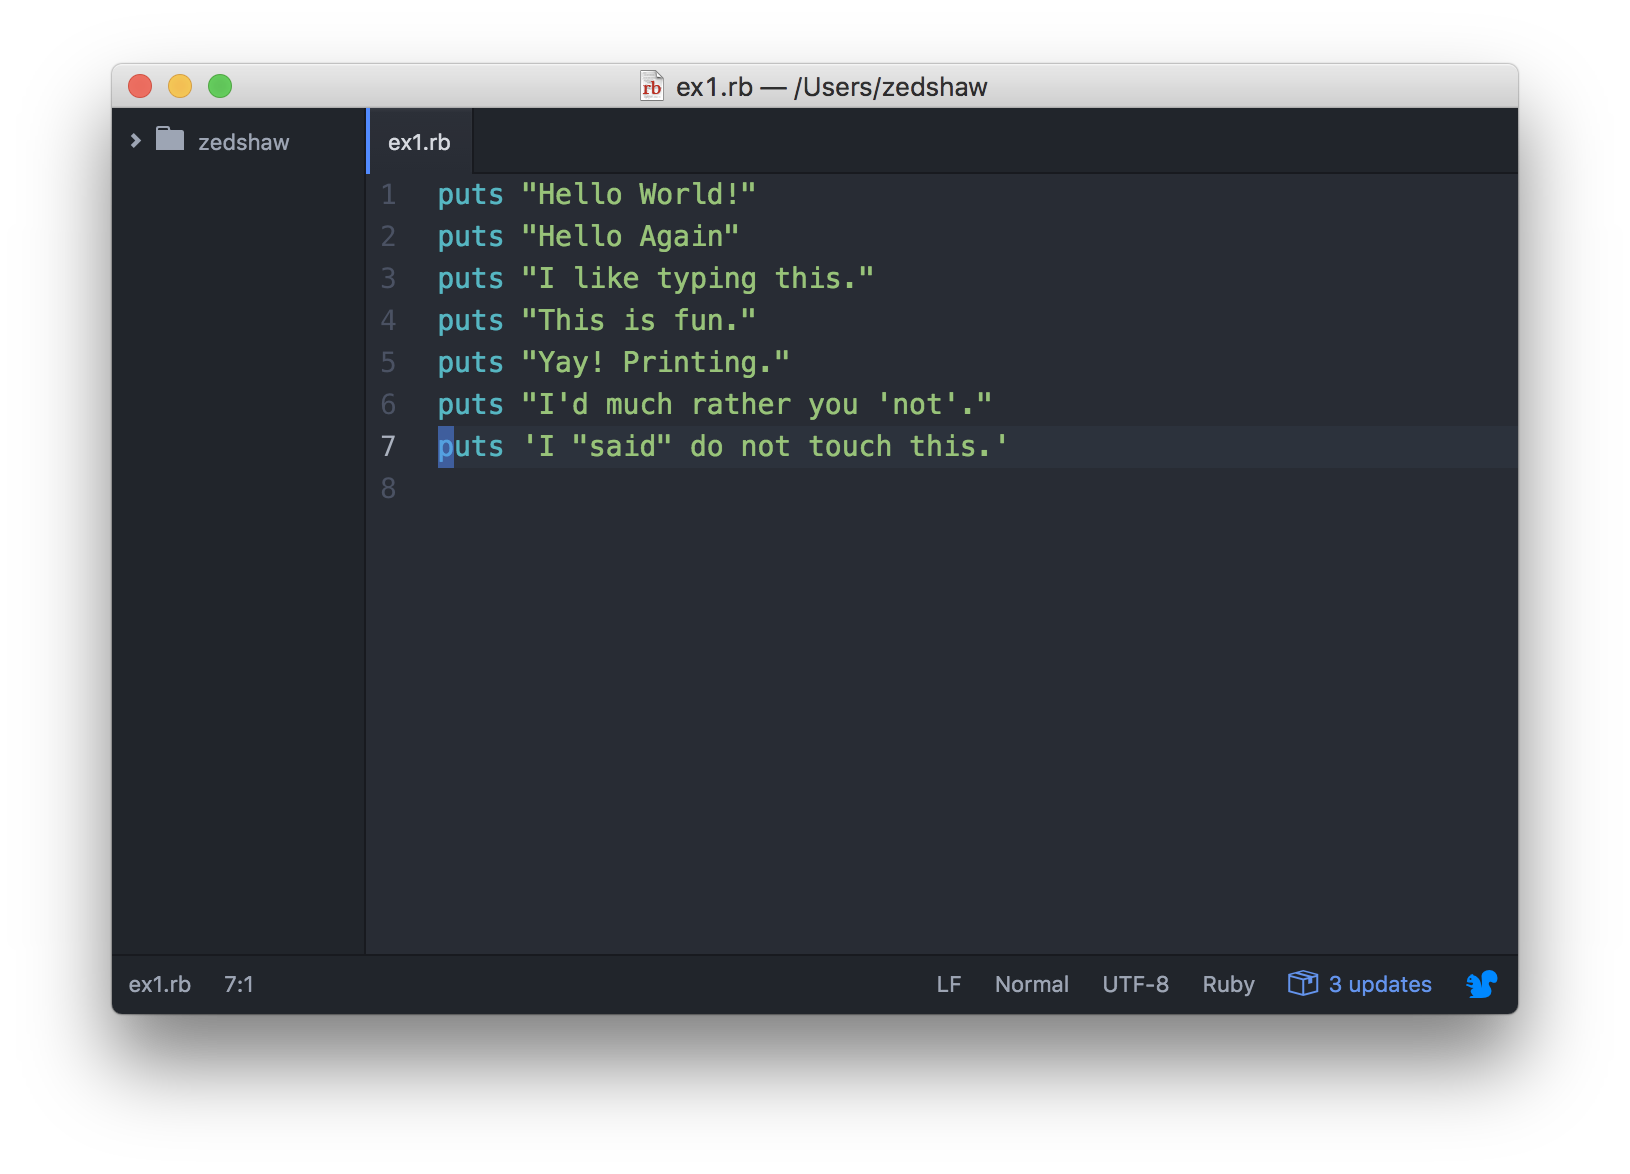 rb ex1.rb — /Users/zedshaw
zedshaw
ex1.rb
1 puts "Hello World!"
2 puts "Hello Again"
3 puts "I like typing this."
4 puts "This is fun."
5 puts "Yay! Printing."
6 puts "I'd much rather you 'not'."
7 puts 'I "said" do not touch this.'
8
ex1.rb 7:1 LF Normal UTF-8 Ruby 3 updates